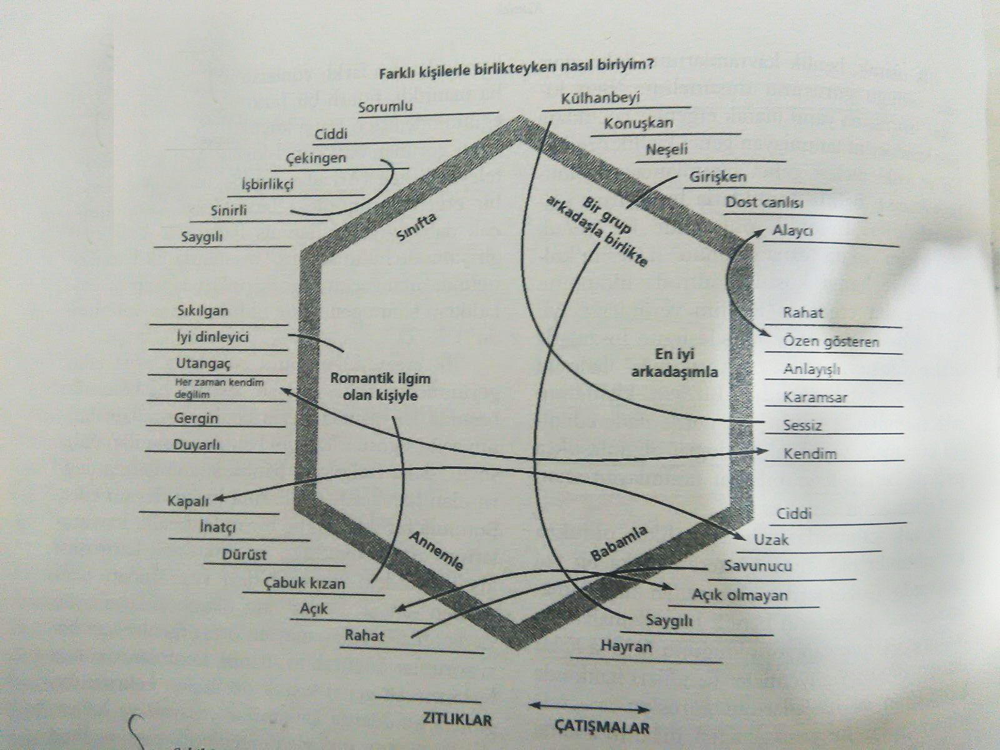 Farklı kişilerle birlikteyken nasıl biriyim?
Sorumlu
Ciddi
Çekingen
İşbirlikçi
Sinirli
Saygılı
Sınıfta
Külhanbeyi
Konuşkan
Neşeli
Girişken
Dost canlısı
Alaycı
Bir grup
arkadaşla birlikte
Sıkılgan
İyi dinleyici
Utangaç
Her zaman kendim
değilim
Gergin
Duyarlı
Romantik ilgim
olan kişiyle
En iyi
arkadaşımla
Rahat
Özen gösteren
Anlayışlı
Karamsar
Sessiz
Kendim
Kapalı
İnatçı
Dürüst
Çabuk kızan
Açık
Rahat
Annemle
Babamla
Ciddi
Uzak
Savunucu
Açık olmayan
Saygılı
Hayran
ZITLIKLAR
ÇATIŞMALAR